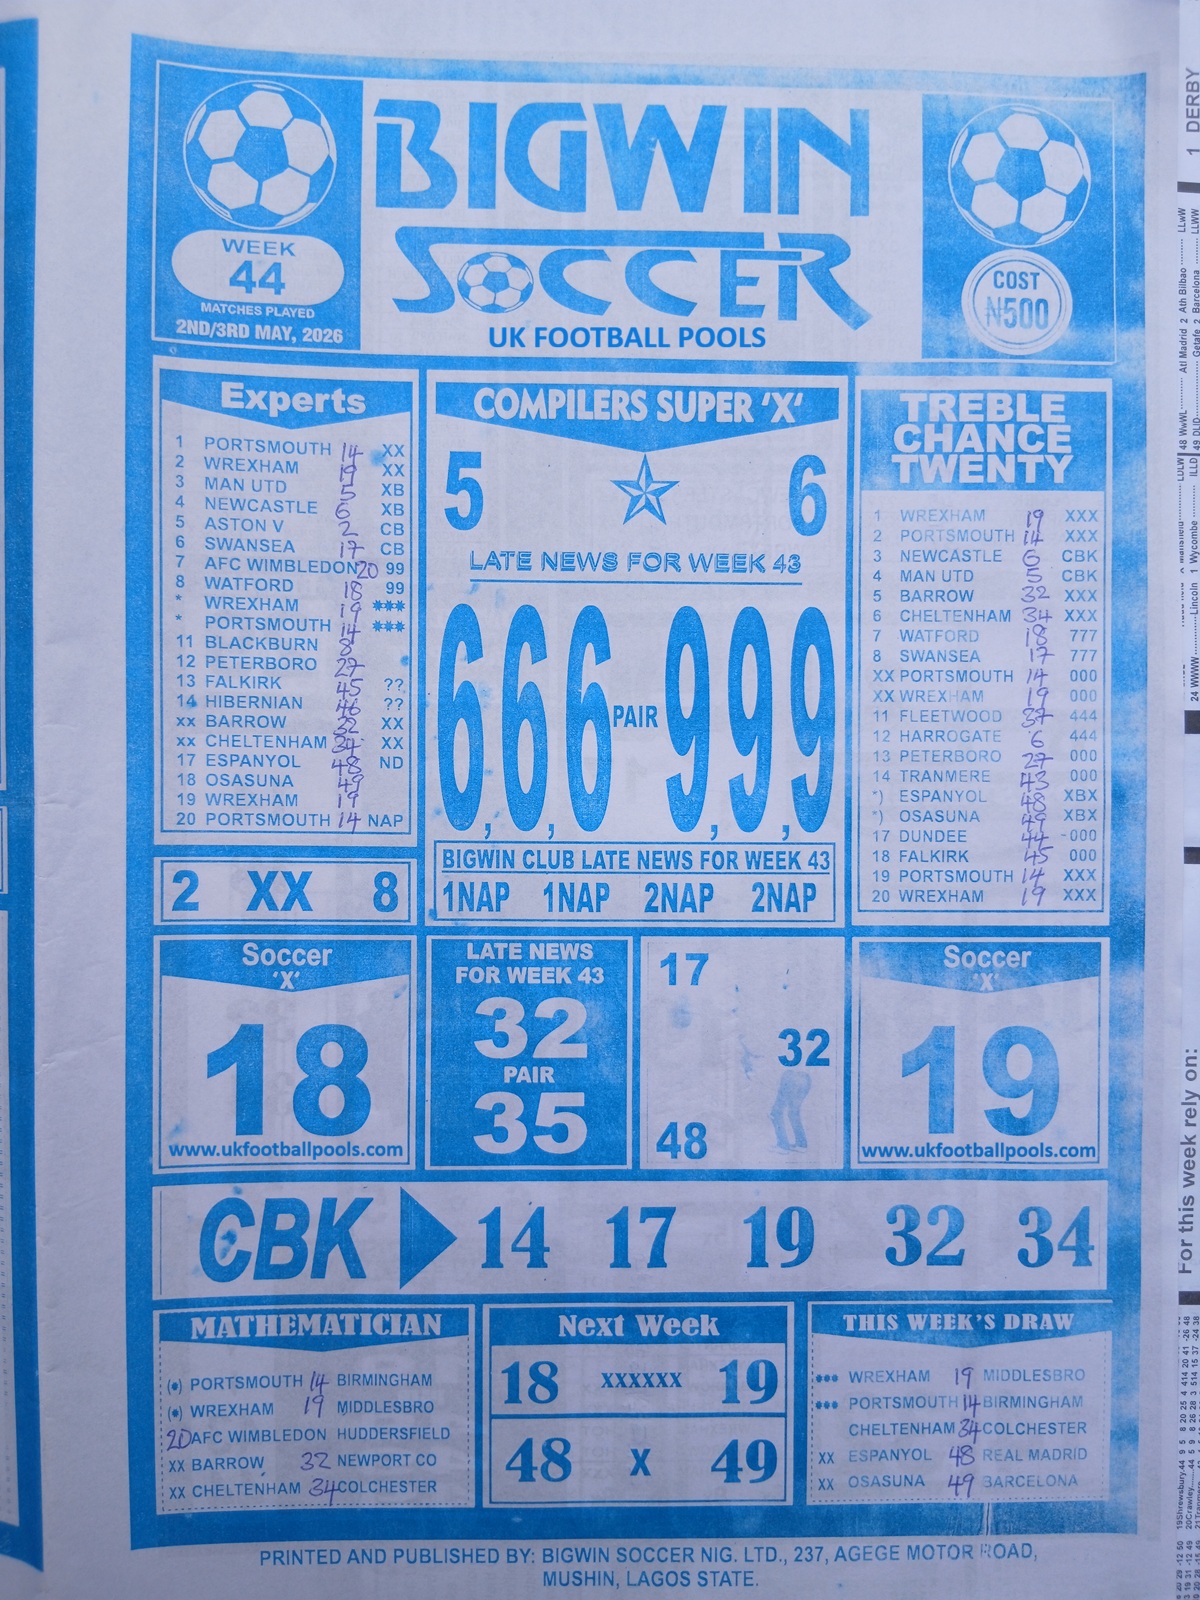 BIGWIN
SOCCER
UK FOOTBALL POOLS
WEEK
44
MATCHES PLAYED
2ND/3RD MAY, 2026
COST
₦500
Experts
1 PORTSMOUTH 14 XX
2 WREXHAM 19 XX
3 MAN UTD 5 XB
4 NEWCASTLE 6 XB
5 ASTON V 2 CB
6 SWANSEA 17 CB
7 AFC WIMBLEDON 20 99
8 WATFORD 18 99
* WREXHAM 19 ***
* PORTSMOUTH 14 ***
11 BLACKBURN 8
12 PETERBORO 27
13 FALKIRK 45 ??
14 HIBERNIAN 46 ??
xx BARROW 32 XX
xx CHELTENHAM 34 XX
17 ESPANYOL 48 ND
18 OSASUNA 49
19 WREXHAM 19
20 PORTSMOUTH 14 NAP
2 XX 8
COMPILERS SUPER 'X'
5 6
LATE NEWS FOR WEEK 43
6,6,6 PAIR 9,9,9
BIGWIN CLUB LATE NEWS FOR WEEK 43
1NAP 1NAP 2NAP 2NAP
TREBLE
CHANCE
TWENTY
1 WREXHAM 19 XXX
2 PORTSMOUTH 14 XXX
3 NEWCASTLE 6 CBK
4 MAN UTD 5 CBK
5 BARROW 32 XXX
6 CHELTENHAM 34 XXX
7 WATFORD 18 777
8 SWANSEA 17 777
XX PORTSMOUTH 14 000
XX WREXHAM 19 000
11 FLEETWOOD 37 444
12 HARROGATE 6 444
13 PETERBORO 27 000
14 TRANMERE 43 000
*) ESPANYOL 48 XBX
*) OSASUNA 49 XBX
17 DUNDEE 44 -000
18 FALKIRK 45 000
19 PORTSMOUTH 14 XXX
20 WREXHAM 19 XXX
Soccer
'X'
18
www.ukfootballpools.com
LATE NEWS
FOR WEEK 43
32
PAIR
35
17
32
48
Soccer
'X'
19
www.ukfootballpools.com
CBK 14 17 19 32 34
MATHEMATICIAN
(•) PORTSMOUTH 14 BIRMINGHAM
(•) WREXHAM 19 MIDDLESBRO
20 AFC WIMBLEDON HUDDERSFIELD
XX BARROW 32 NEWPORT CO
XX CHELTENHAM 34 COLCHESTER
Next Week
18 XXXXXX 19
48 X 49
THIS WEEK'S DRAW
••• WREXHAM 19 MIDDLESBRO
••• PORTSMOUTH 14 BIRMINGHAM
CHELTENHAM 34 COLCHESTER
XX ESPANYOL 48 REAL MADRID
XX OSASUNA 49 BARCELONA
PRINTED AND PUBLISHED BY: BIGWIN SOCCER NIG. LTD., 237, AGEGE MOTOR ROAD,
MUSHIN, LAGOS STATE.
1 DERBY
For this week rely on: